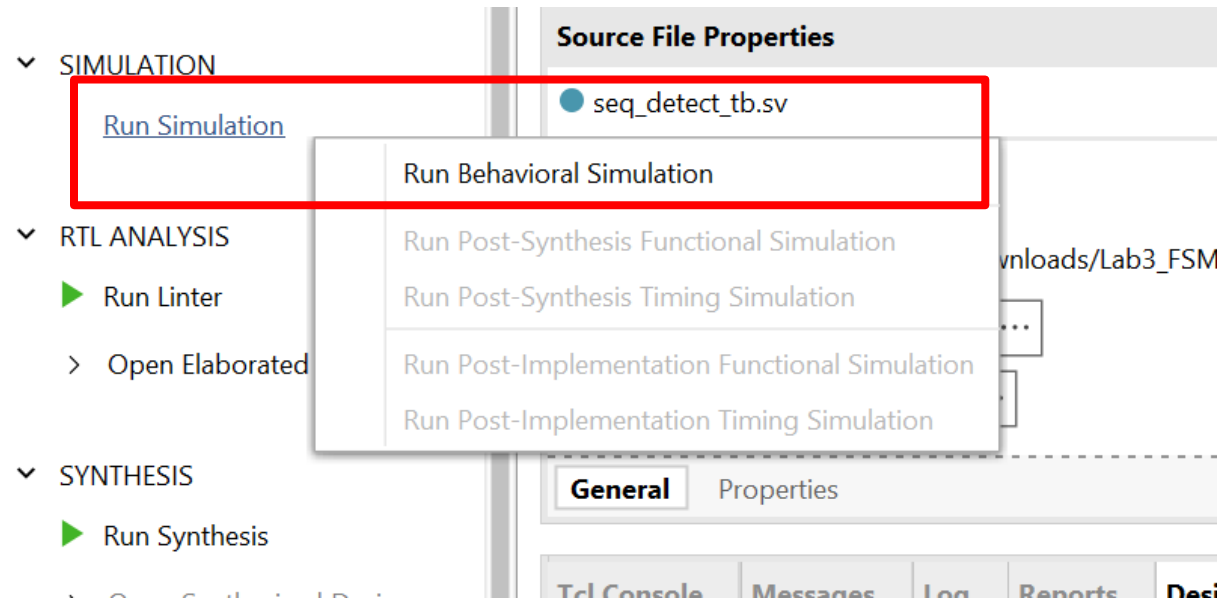 SIMULATION
Run Simulation
RTL ANALYSIS
Run Linter
Open Elaborated
SYNTHESIS
Run Synthesis
Run Behavioral Simulation
Run Post-Synthesis Functional Simulation
Run Post-Synthesis Timing Simulation
Run Post-Implementation Functional Simulation
Run Post-Implementation Timing Simulation
Source File Properties
seq_detect_tb.sv
wnloads/Lab3_FSM
...
General Properties
Tcl Console Messages Log Reports Desi